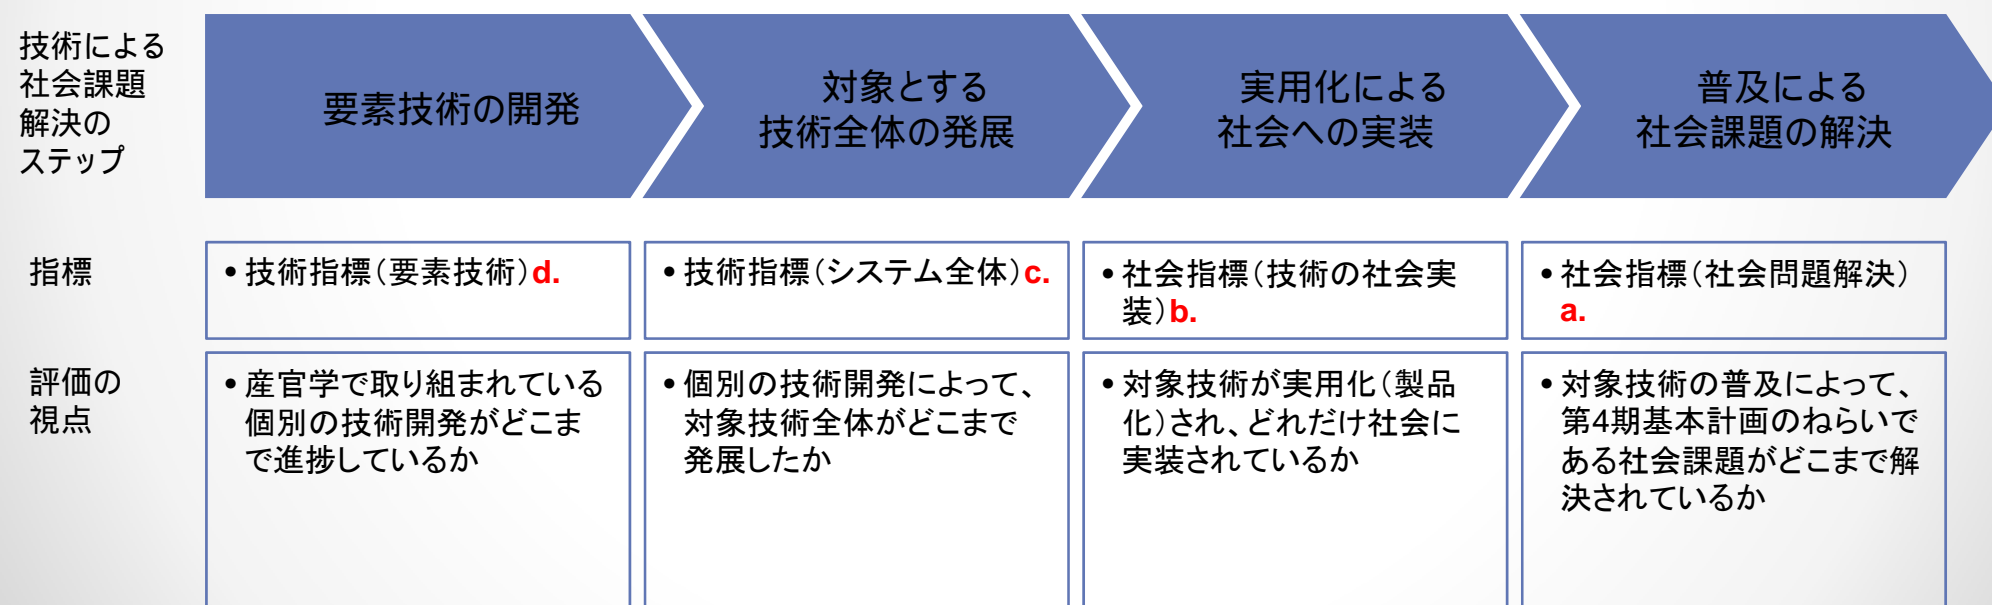 技術による
社会課題
解決の
ステップ
要素技術の開発
対象とする
技術全体の発展
実用化による
社会への実装
普及による
社会課題の解決
指標
•技術指標（要素技術）d.
•技術指標（システム全体）c.
•社会指標（技術の社会実
装）b.
•社会指標（社会問題解決）
a.
評価の
視点
•産官学で取り組まれている
個別の技術開発がどこま
で進捗しているか
•個別の技術開発によって、
対象技術全体がどこまで
発展したか
•対象技術が実用化（製品
化）され、どれだけ社会に
実装されているか
•対象技術の普及によって、
第4期基本計画のねらいで
ある社会課題がどこまで解
決されているか